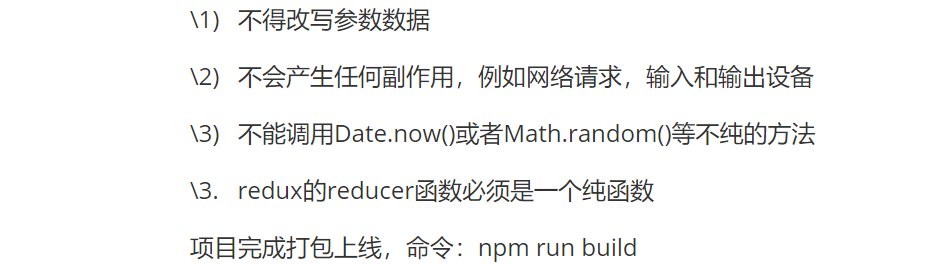 \1) 不得改写参数数据
\2) 不会产生任何副作用，例如网络请求，输入和输出设备
\3) 不能调用Date.now()或者Math.random()等不纯的方法
\3. redux的reducer函数必须是一个纯函数
项目完成打包上线，命令：npm run build